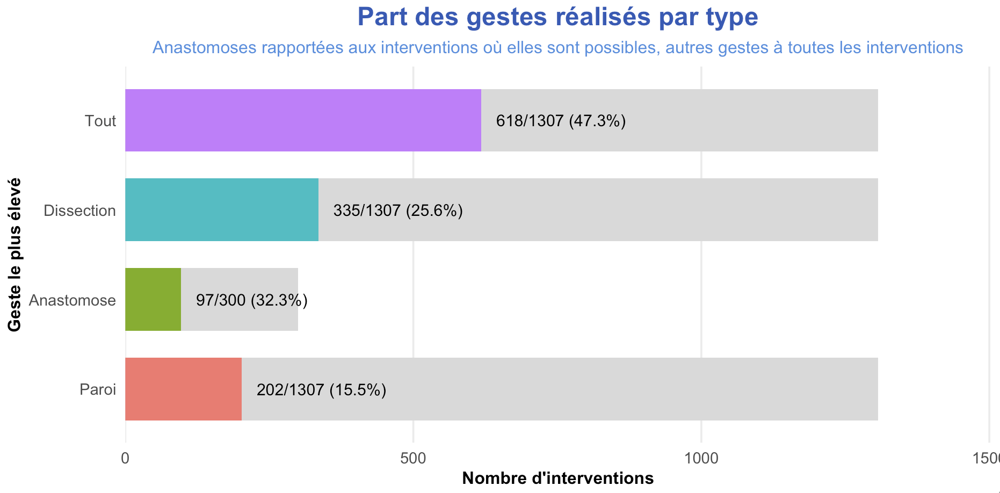 Part des gestes réalisés par type
Anastomoses rapportées aux interventions où elles sont possibles, autres gestes à toutes les interventions
Geste le plus élevé
Tout
618/1307 (47.3%)
Dissection
335/1307 (25.6%)
Anastomose
97/300 (32.3%)
Paroi
202/1307 (15.5%)
0 500 1000 1500
Nombre d'interventions